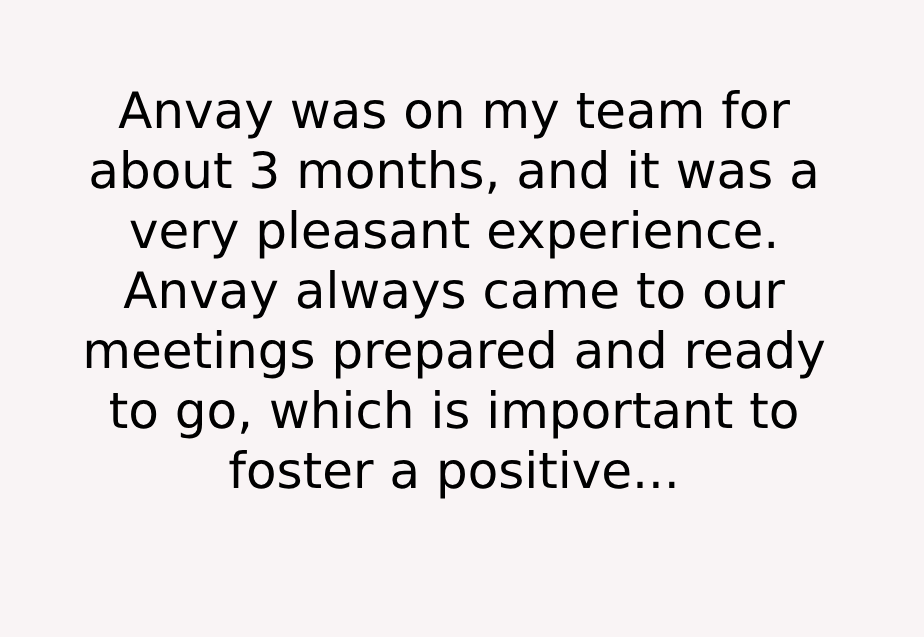 Anvay was on my team for
about 3 months, and it was a
very pleasant experience.
Anvay always came to our
meetings prepared and ready
to go, which is important to
foster a positive...